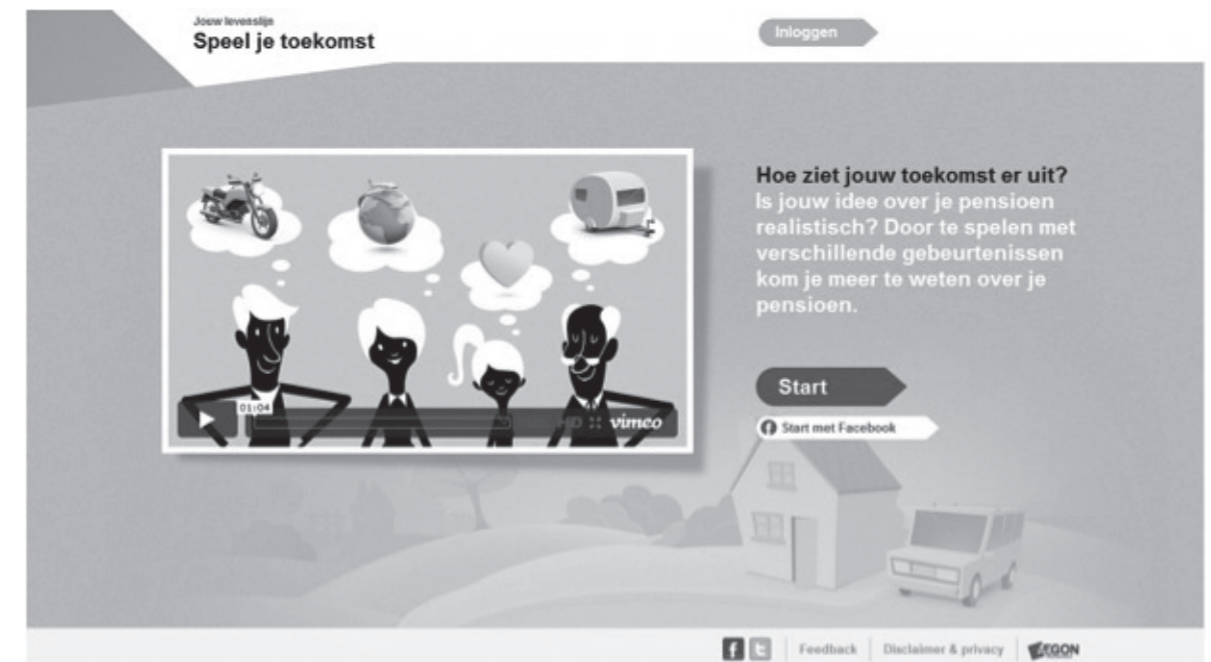 Jouw levenslijn
Speel je toekomst
Inloggen
Hoe ziet jouw toekomst er uit?
Is jouw idee over je pensioen
realistisch? Door te spelen met
verschillende gebeurtenissen
kom je meer te weten over je
pensioen.
Start
Start met Facebook
01:04
HD vimeo
Feedback
Disclaimer & privacy
AEGON